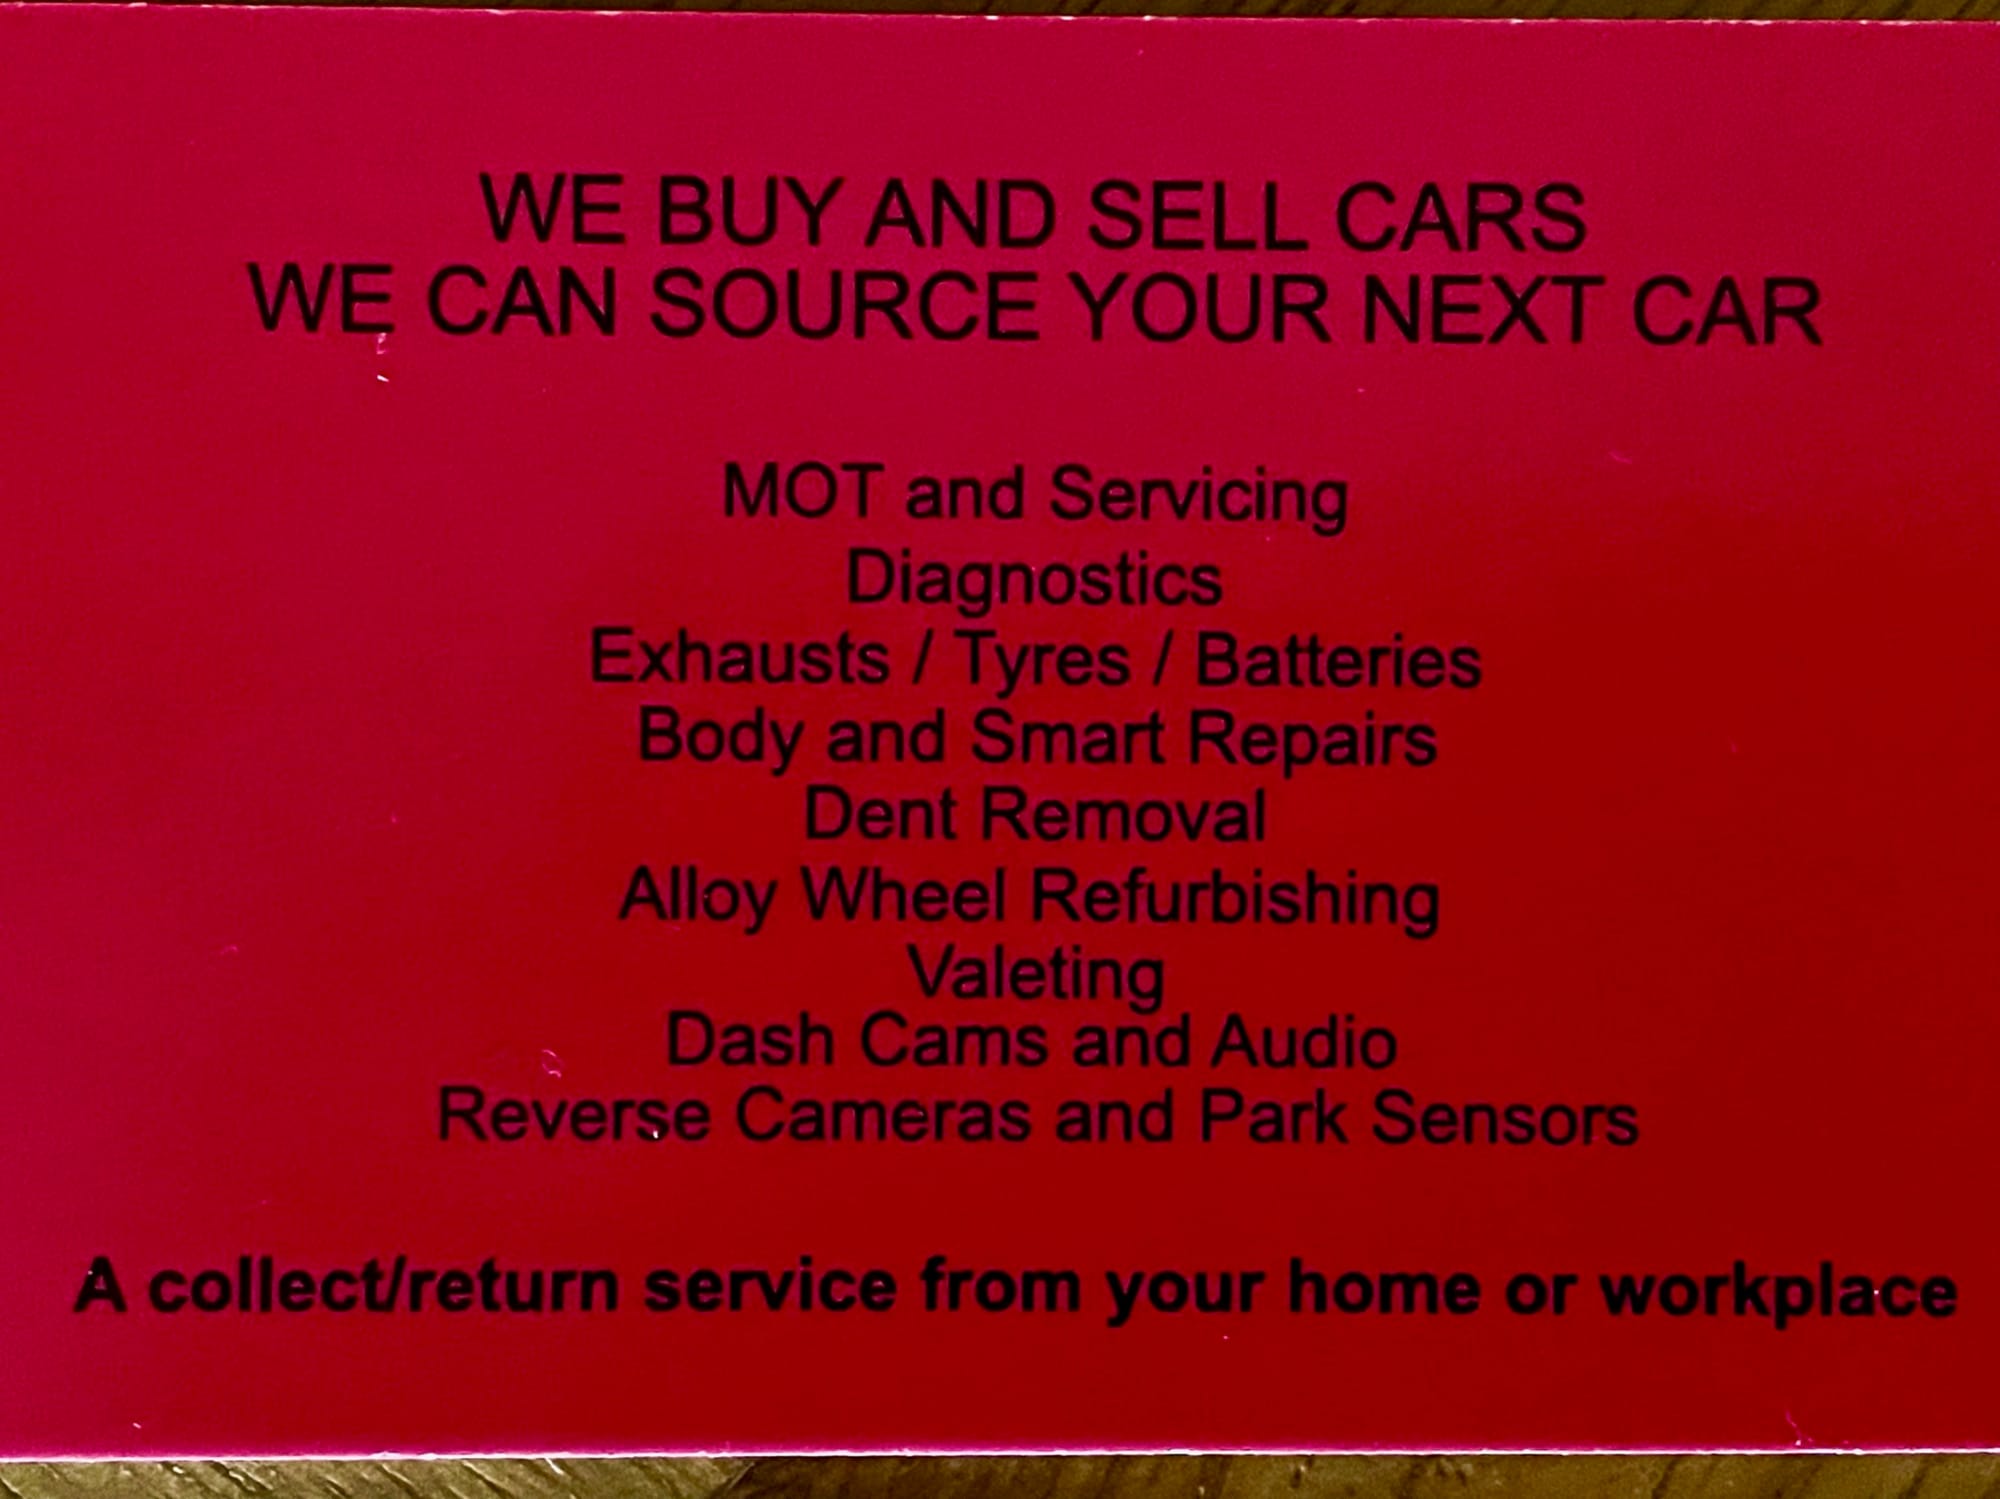 WE BUY AND SELL CARS
WE CAN SOURCE YOUR NEXT CAR
MOT and Servicing
Diagnostics
Exhausts / Tyres / Batteries
Body and Smart Repairs
Dent Removal
Alloy Wheel Refurbishing
Valeting
Dash Cams and Audio
Reverse Cameras and Park Sensors
A collect/return service from your home or workplace